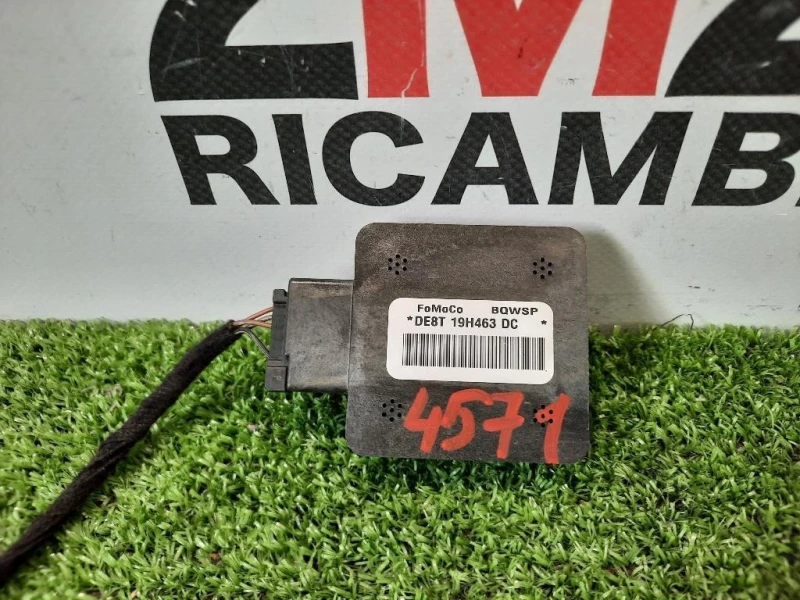 RICAMB
FoMoCo BQWSP
*DE8T 19H463 DC *
4571